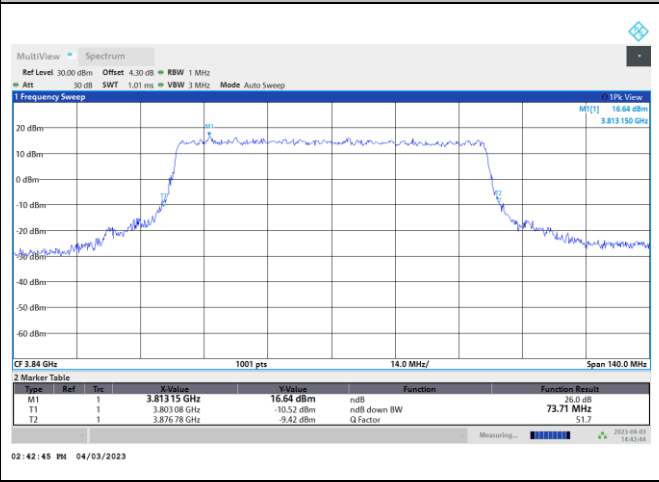 MultiView Spectrum
Ref Level 30.00 dBm Offset 4.30 dB RBW 1 MHz
Att 30 dB SWT 1.01 ms VBW 3 MHz Mode Auto Sweep
1 Frequency Sweep 1Pk View
M1[1] 16.64 dBm
3.813 150 GHz
M1
20 dBm
10 dBm
0 dBm
T1 T2
-10 dBm
-20 dBm
-30 dBm
-40 dBm
-50 dBm
-60 dBm
CF 3.84 GHz 1001 pts 14.0 MHz/ Span 140.0 MHz
2 Marker Table
Type Ref Trc X-Value Y-Value Function Function Result
M1 1 3.813 15 GHz 16.64 dBm ndB 26.0 dB
T1 1 3.803 08 GHz -10.52 dBm ndB down BW 73.71 MHz
T2 1 3.876 78 GHz -9.42 dBm Q Factor 51.7
Measuring... 2023-04-03
14:42:44
02:42:45 PM 04/03/2023